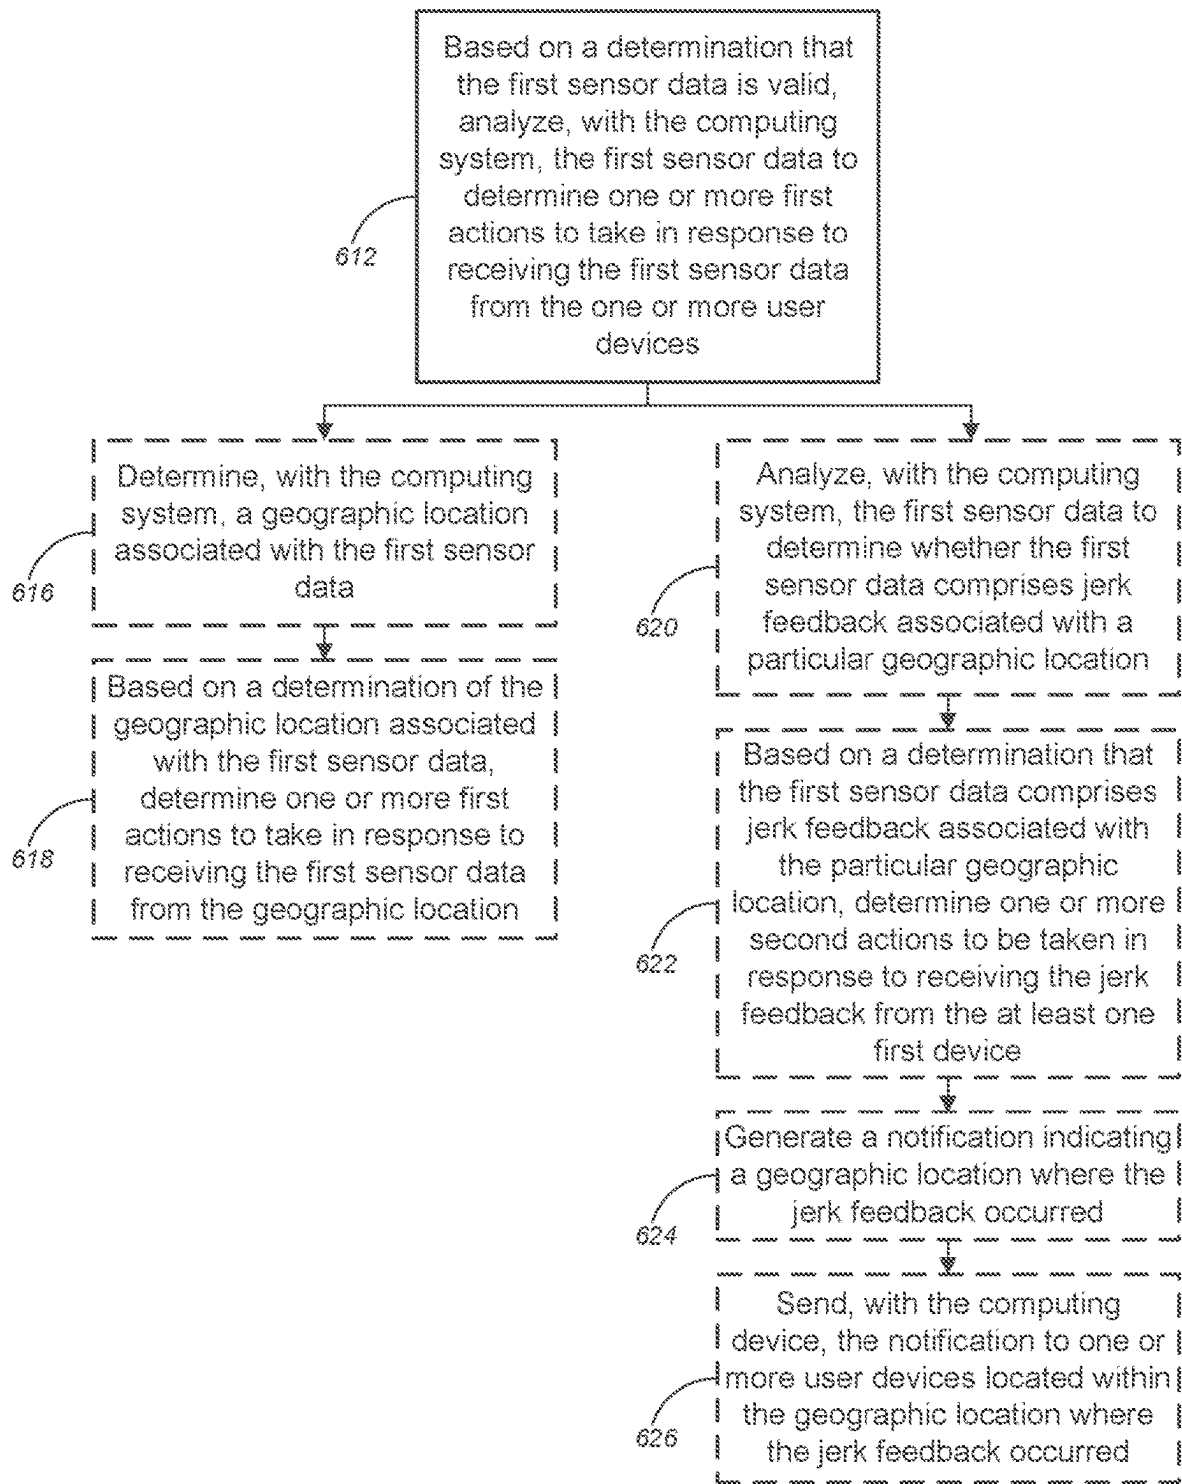 Based on a determination that
the first sensor data is valid,
analyze, with the computing
system, the first sensor data to
determine one or more first
actions to take in response to
receiving the first sensor data
from the one or more user
devices
612
Determine, with the computing
system, a geographic location
associated with the first sensor
data
616
Based on a determination of the
geographic location associated
with the first sensor data,
determine one or more first
actions to take in response to
receiving the first sensor data
from the geographic location
618
Analyze, with the computing
system, the first sensor data to
determine whether the first
sensor data comprises jerk
feedback associated with a
particular geographic location
620
Based on a determination that
the first sensor data comprises
jerk feedback associated with
the particular geographic
location, determine one or more
second actions to be taken in
response to receiving the jerk
feedback from the at least one
first device
622
Generate a notification indicating
a geographic location where the
jerk feedback occurred
624
Send, with the computing
device, the notification to one or
more user devices located within
the geographic location where
the jerk feedback occurred
626